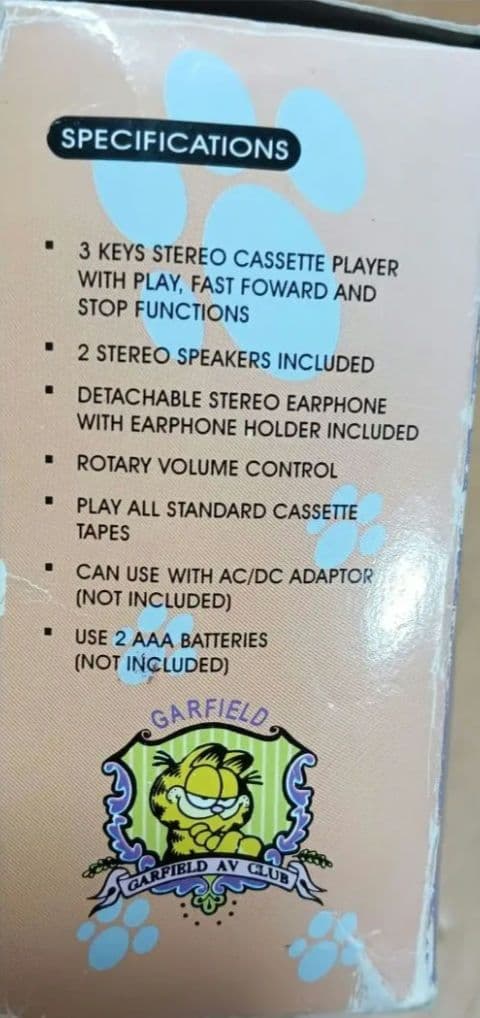 SPECIFICATIONS
▪ 3 KEYS STEREO CASSETTE PLAYER
WITH PLAY, FAST FOWARD AND
STOP FUNCTIONS
▪ 2 STEREO SPEAKERS INCLUDED
▪ DETACHABLE STEREO EARPHONE
WITH EARPHONE HOLDER INCLUDED
▪ ROTARY VOLUME CONTROL
▪ PLAY ALL STANDARD CASSETTE
TAPES
▪ CAN USE WITH AC/DC ADAPTOR
(NOT INCLUDED)
▪ USE 2 AAA BATTERIES
(NOT INCLUDED)
GARFIELD
GARFIELD AV CLUB